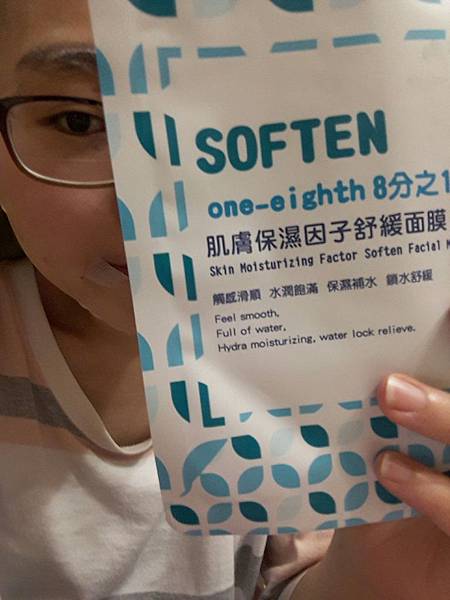 SOFTEN
one-eighth 8分之1
肌膚保濕因子舒緩面膜
Skin Moisturizing Factor Soften Facial
觸感滑順 水潤飽滿 保濕補水 鎖水舒緩
Feel smooth,
Full of water,
Hydra moisturizing, water lock relieve.